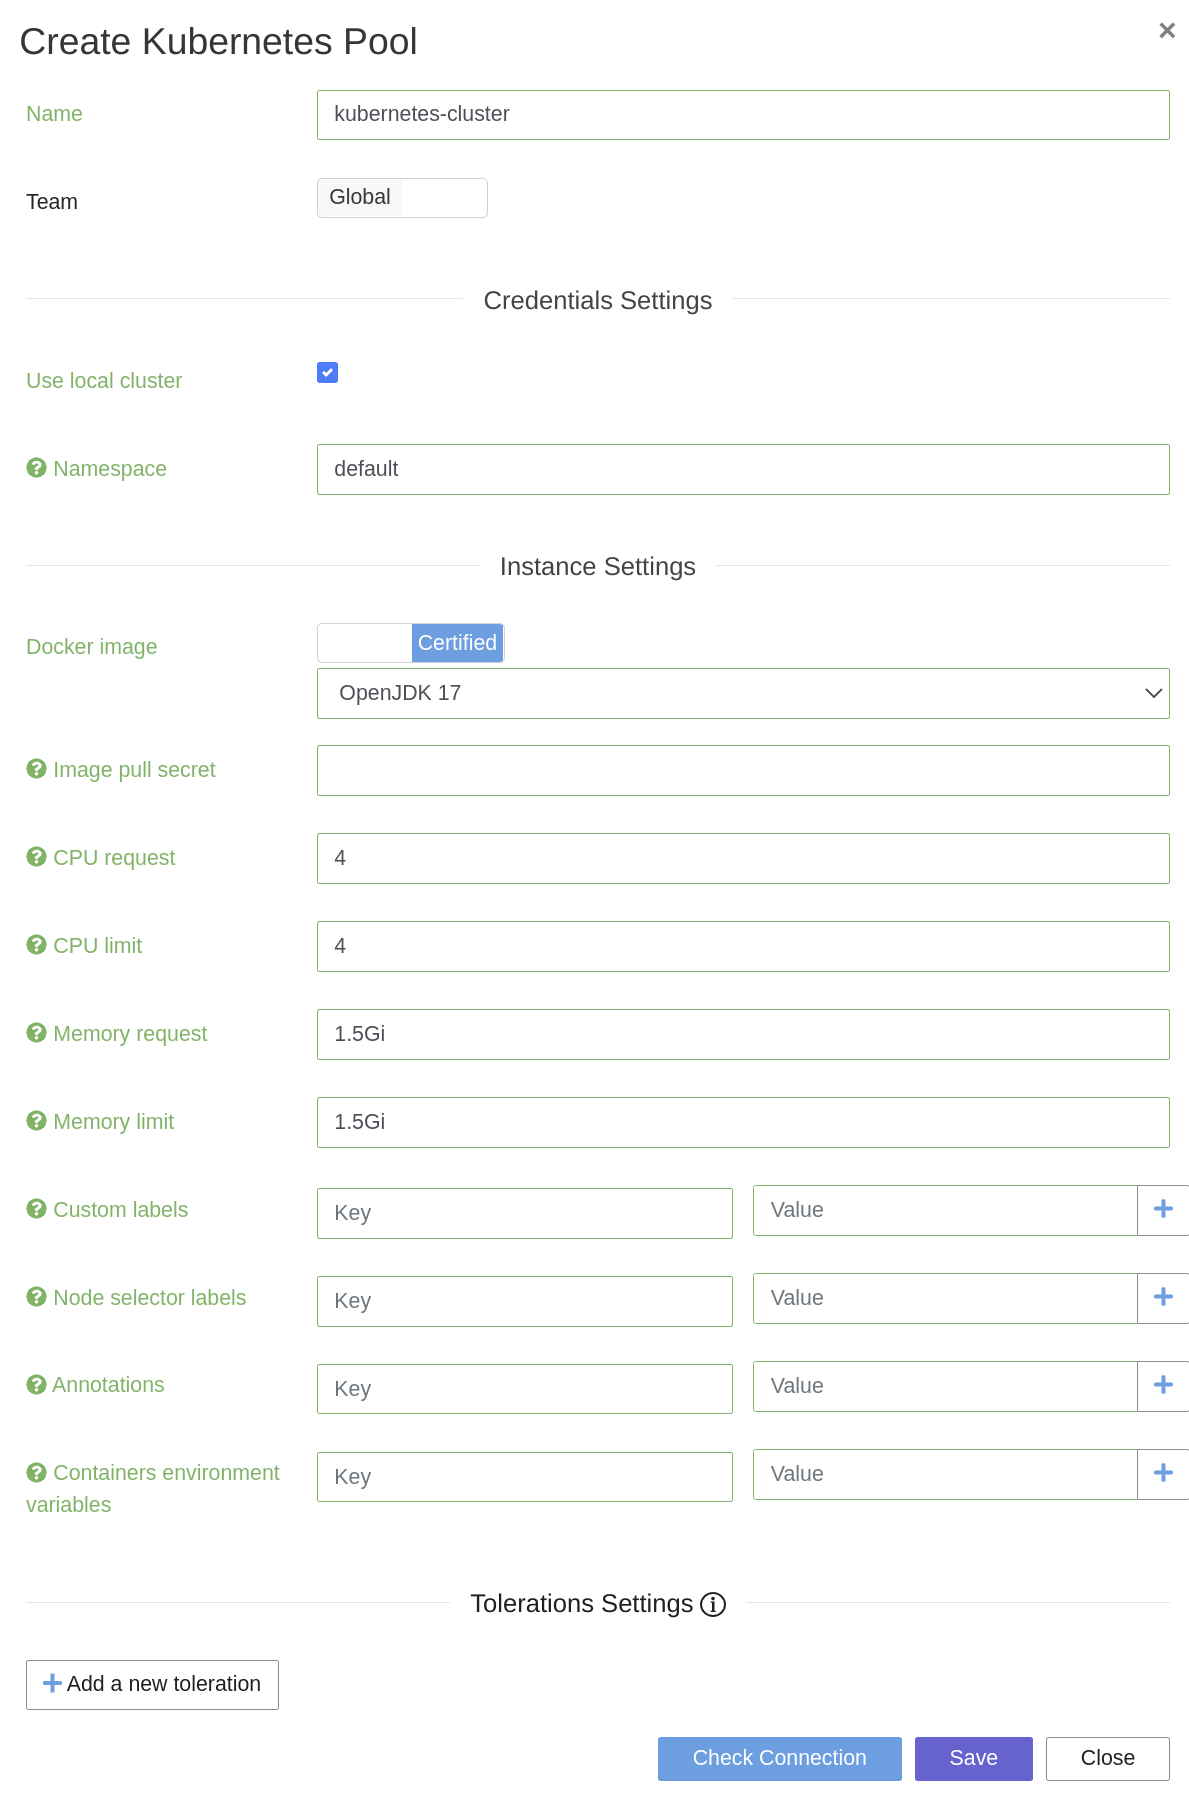 Create Kubernetes Pool
×
Name
kubernetes-cluster
Team
Global
Credentials Settings
Use local cluster
Namespace
default
Instance Settings
Docker image
Certified
OpenJDK 17
Image pull secret
CPU request
4
CPU limit
4
Memory request
1.5Gi
Memory limit
1.5Gi
Custom labels
Key
Value
Node selector labels
Key
Value
Annotations
Key
Value
Containers environment
variables
Key
Value
Tolerations Settings
Add a new toleration
Check Connection
Save
Close